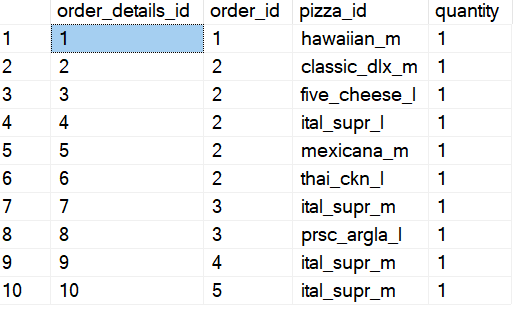 order_details_id order_id pizza_id quantity
1 1 1 hawaiian_m 1
2 2 2 classic_dlx_m 1
3 3 2 five_cheese_l 1
4 4 2 ital_supr_l 1
5 5 2 mexicana_m 1
6 6 2 thai_ckn_l 1
7 7 3 ital_supr_m 1
8 8 3 prsc_argla_l 1
9 9 4 ital_supr_m 1
10 10 5 ital_supr_m 1